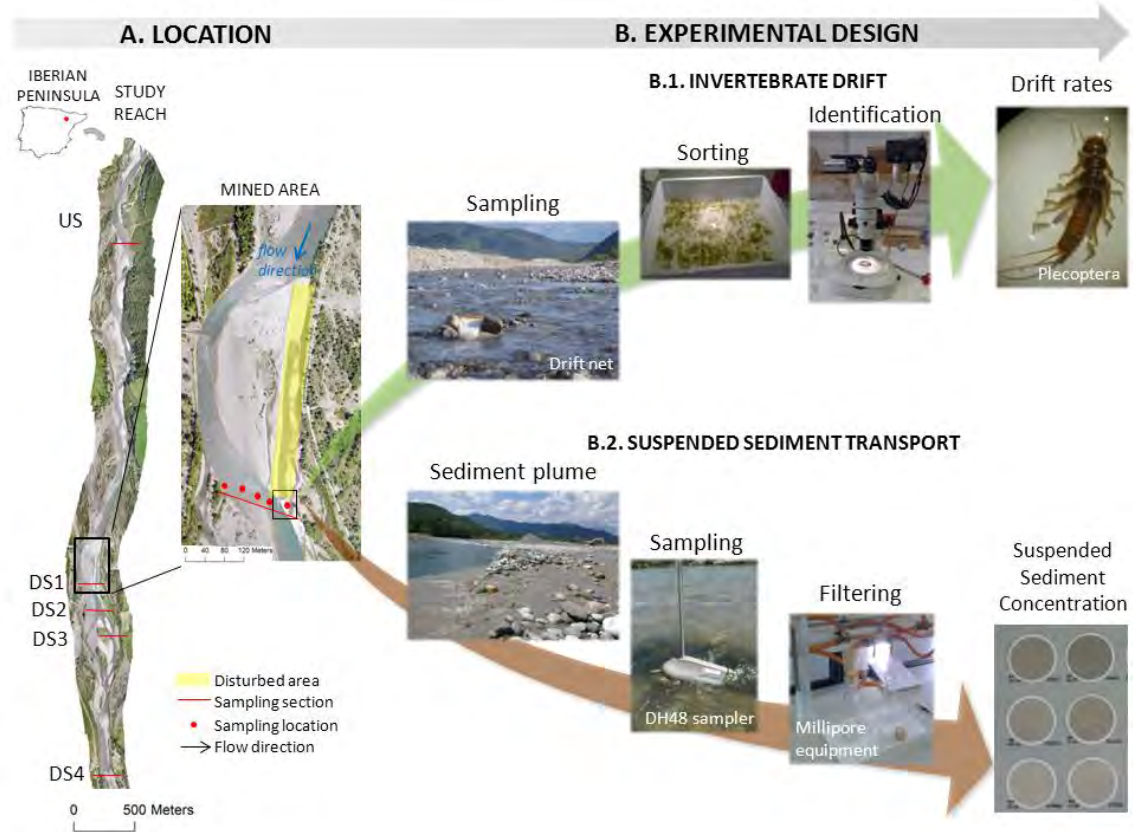 A. LOCATION
B. EXPERIMENTAL DESIGN
IBERIAN
PENINSULA
STUDY
REACH
US
MINED AREA
flow
direction
0 40 80 120 Meters
DS1
DS2
DS3
DS4
0 500 Meters
Disturbed area
Sampling section
Sampling location
Flow direction
B.1. INVERTEBRATE DRIFT
Sampling
Drift net
Sorting
Identification
Drift rates
Plecoptera
B.2. SUSPENDED SEDIMENT TRANSPORT
Sediment plume
Sampling
DH48 sampler
Filtering
Millipore
equipment
Suspended
Sediment
Concentration